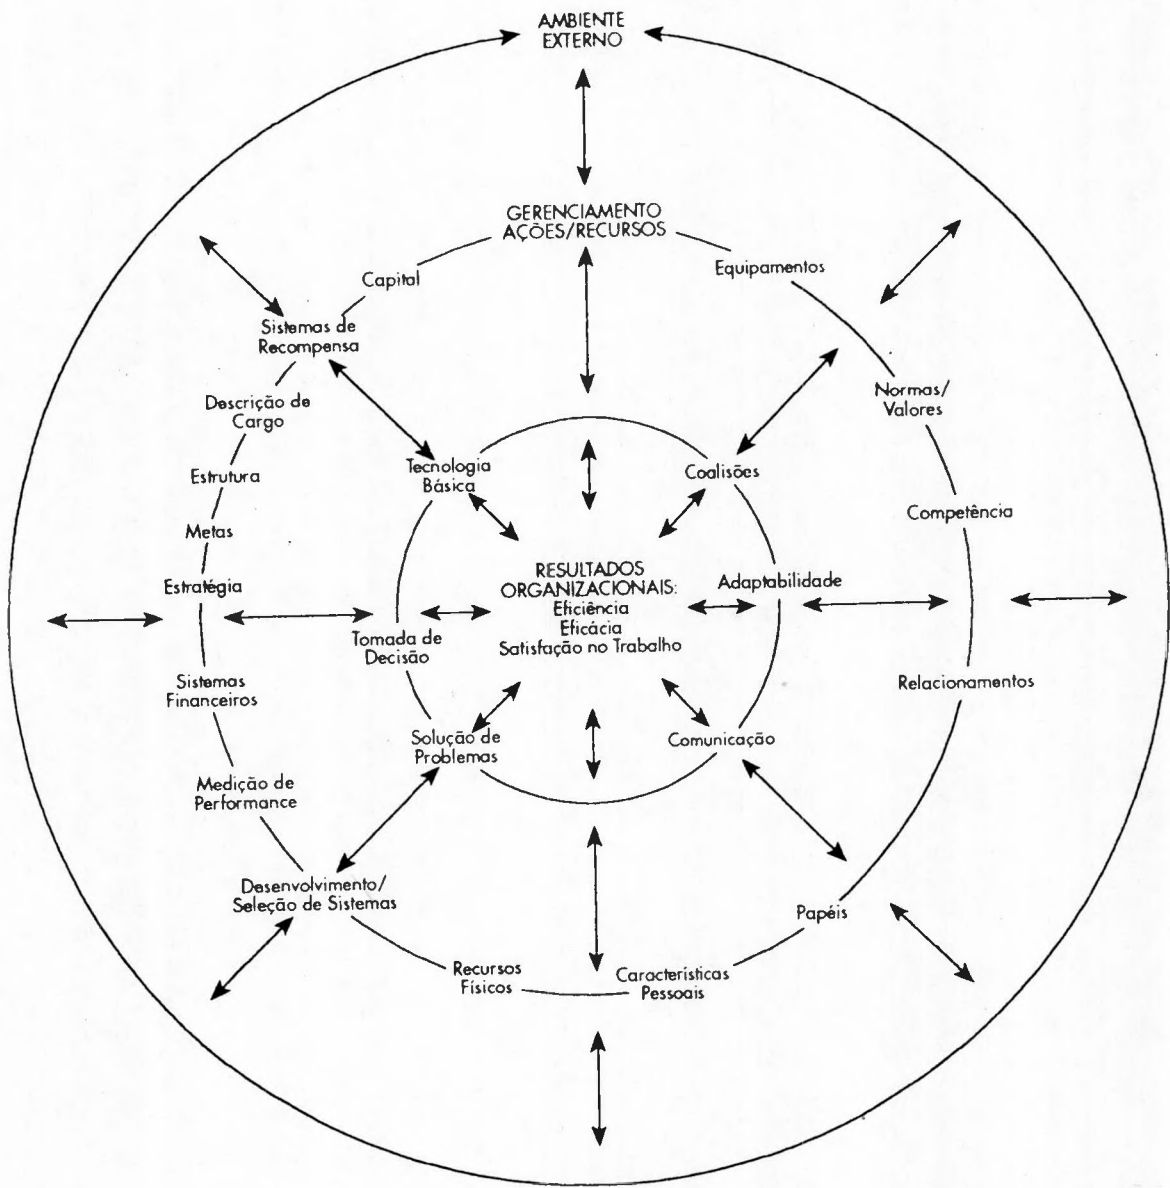 AMBIENTE
EXTERNO
GERENCIAMENTO
AÇÕES/RECURSOS
Capital
Equipamentos
Sistemas de
Recompensa
Normas/
Valores
Descrição de
Cargo
Tecnologia
Básica
Coalisões
Estrutura
Competência
Metas
Estratégia
RESULTADOS
ORGANIZACIONAIS:
Eficiência
Eficácia
Satisfação no Trabalho
Adaptabilidade
Tomada de
Decisão
Sistemas
Financeiros
Relacionamentos
Solução de
Problemas
Comunicação
Medição de
Performance
Desenvolvimento/
Seleção de Sistemas
Papéis
Recursos
Físicos
Características
Pessoais